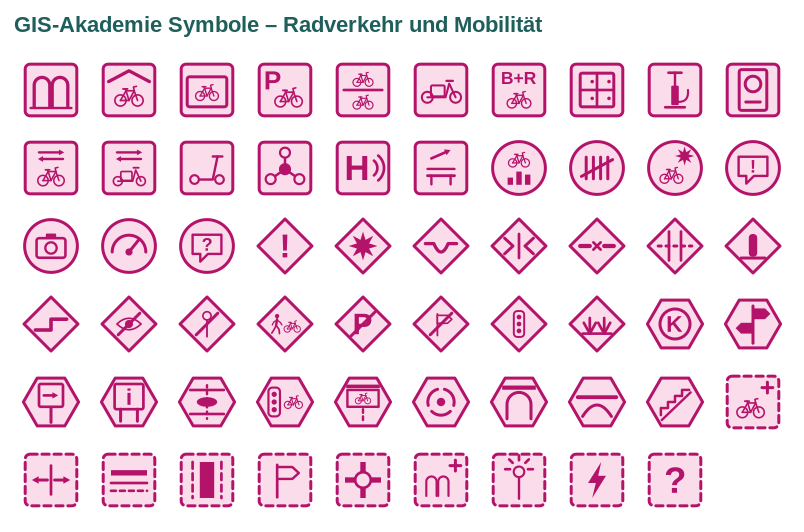 GIS-Akademie Symbole – Radverkehr und Mobilität
P
B+R
H
!
?
!
P
K
i
?